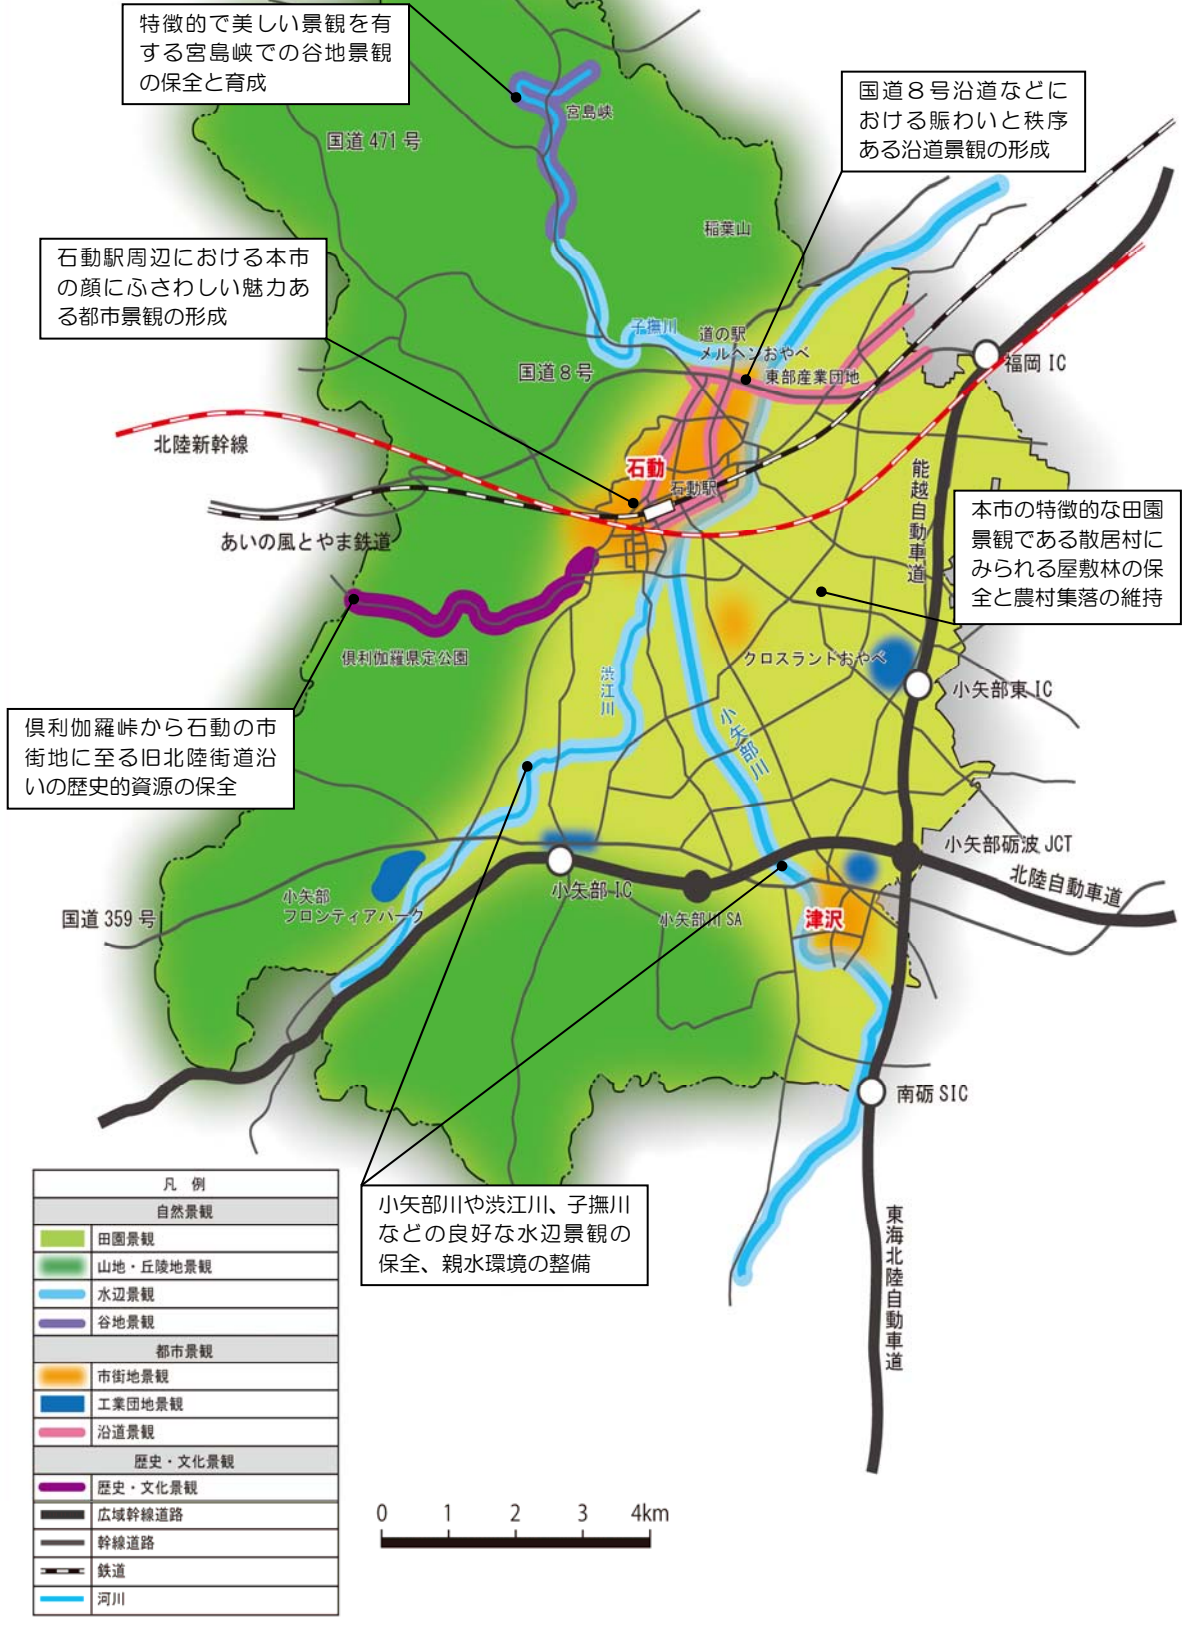 特徴的で美しい景観を有
する宮島峡での谷地景観
の保全と育成
国道８号沿道などに
おける賑わいと秩序
ある沿道景観の形成
宮島峡
国道 471 号
稲葉山
石動駅周辺における本市
の顔にふさわしい魅力あ
る都市景観の形成
子撫川
道の駅
メルヘンおやべ
国道８号
東部産業団地
福岡 IC
北陸新幹線
石動
石動駅
能越自動車道
あいの風とやま鉄道
本市の特徴的な田園
景観である散居村に
みられる屋敷林の保
全と農村集落の維持
倶利伽羅県定公園
クロスランドおやべ
渋江川
小矢部東 IC
小矢部川
倶利伽羅峠から石動の市
街地に至る旧北陸街道沿
いの歴史的資源の保全
小矢部砺波 JCT
北陸自動車道
小矢部 IC
小矢部
フロンティアパーク
国道 359 号
小矢部川 SA
津沢
南砺 SIC
小矢部川や渋江川、子撫川
などの良好な水辺景観の
保全、親水環境の整備
東海北陸自動車道
凡 例
自然景観
田園景観
山地・丘陵地景観
水辺景観
谷地景観
都市景観
市街地景観
工業団地景観
沿道景観
歴史・文化景観
歴史・文化景観
広域幹線道路
幹線道路
鉄道
河川
0 1 2 3 4km